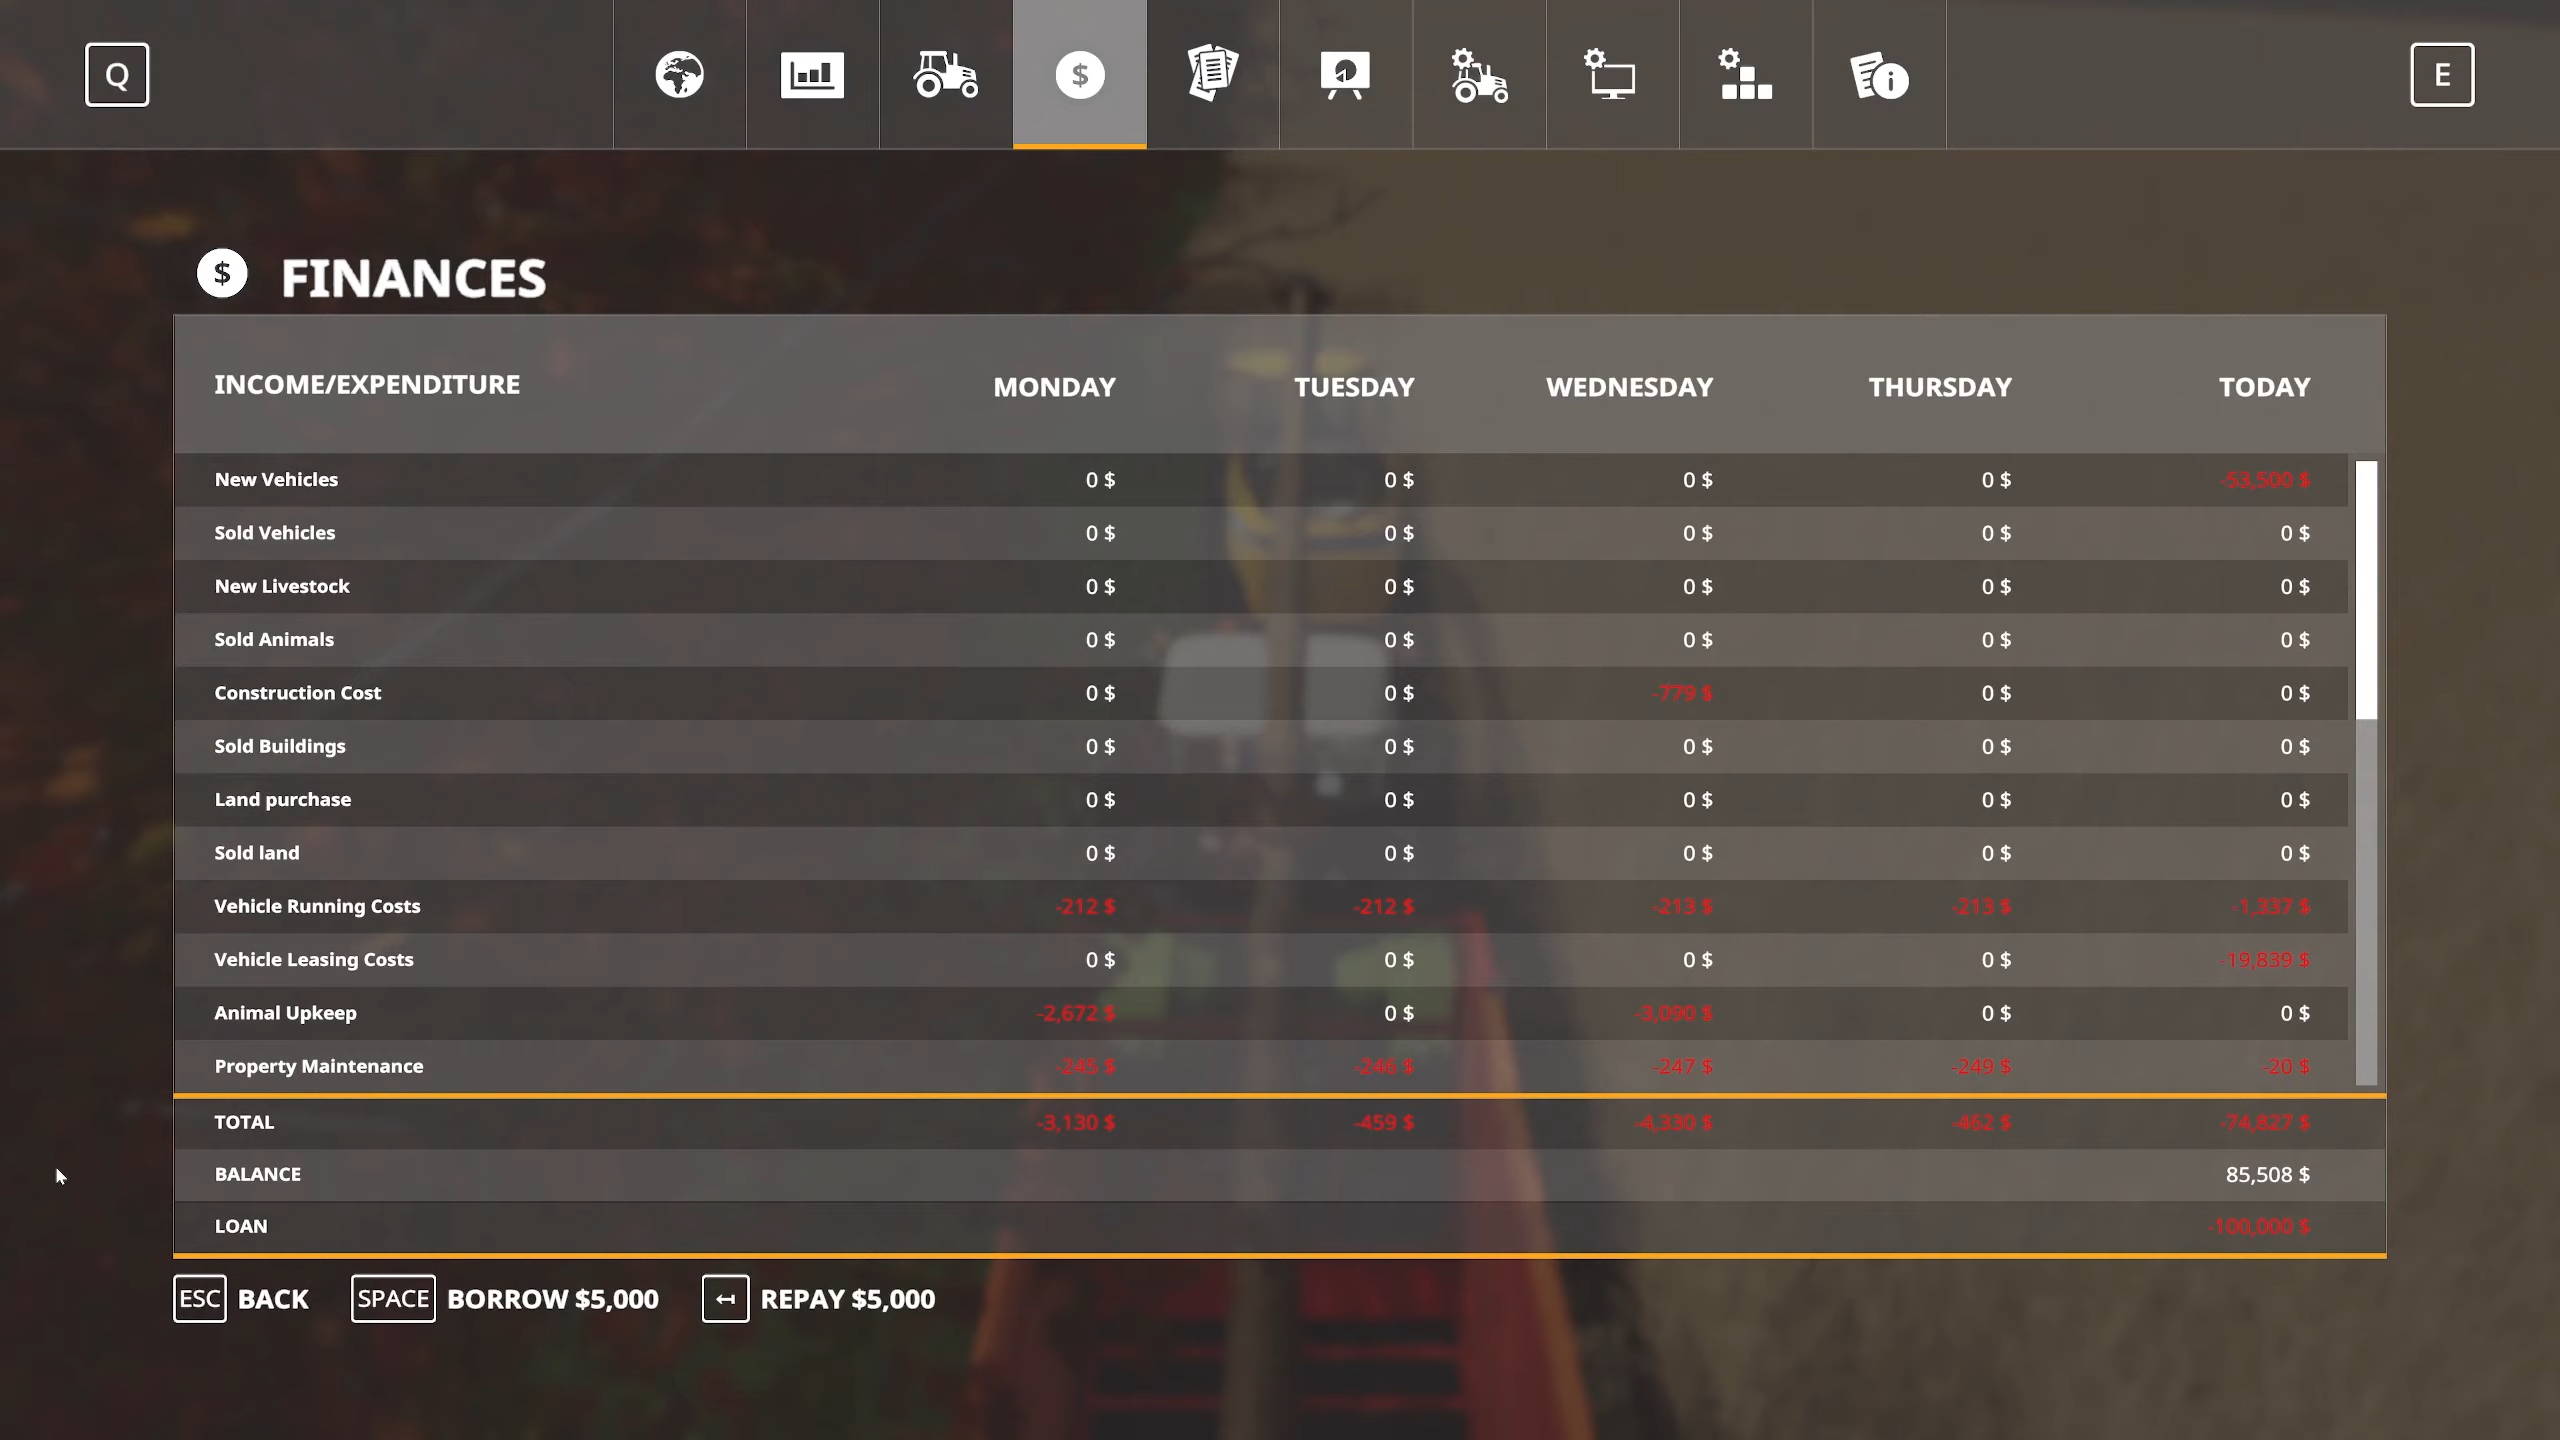 Q
$
E
$ FINANCES
INCOME/EXPENDITURE MONDAY TUESDAY WEDNESDAY THURSDAY TODAY
New Vehicles 0 $ 0 $ 0 $ 0 $ -53,500 $
Sold Vehicles 0 $ 0 $ 0 $ 0 $ 0 $
New Livestock 0 $ 0 $ 0 $ 0 $ 0 $
Sold Animals 0 $ 0 $ 0 $ 0 $ 0 $
Construction Cost 0 $ 0 $ -779 $ 0 $ 0 $
Sold Buildings 0 $ 0 $ 0 $ 0 $ 0 $
Land purchase 0 $ 0 $ 0 $ 0 $ 0 $
Sold land 0 $ 0 $ 0 $ 0 $ 0 $
Vehicle Running Costs -212 $ -212 $ -213 $ -213 $ -1,337 $
Vehicle Leasing Costs 0 $ 0 $ 0 $ 0 $ -19,839 $
Animal Upkeep -2,672 $ 0 $ -3,090 $ 0 $ 0 $
Property Maintenance -245 $ -246 $ -247 $ -249 $ -20 $
TOTAL -3,130 $ -459 $ -4,330 $ -462 $ -74,827 $
BALANCE 85,508 $
LOAN -100,000 $
ESC BACK SPACE BORROW $5,000 ↤ REPAY $5,000